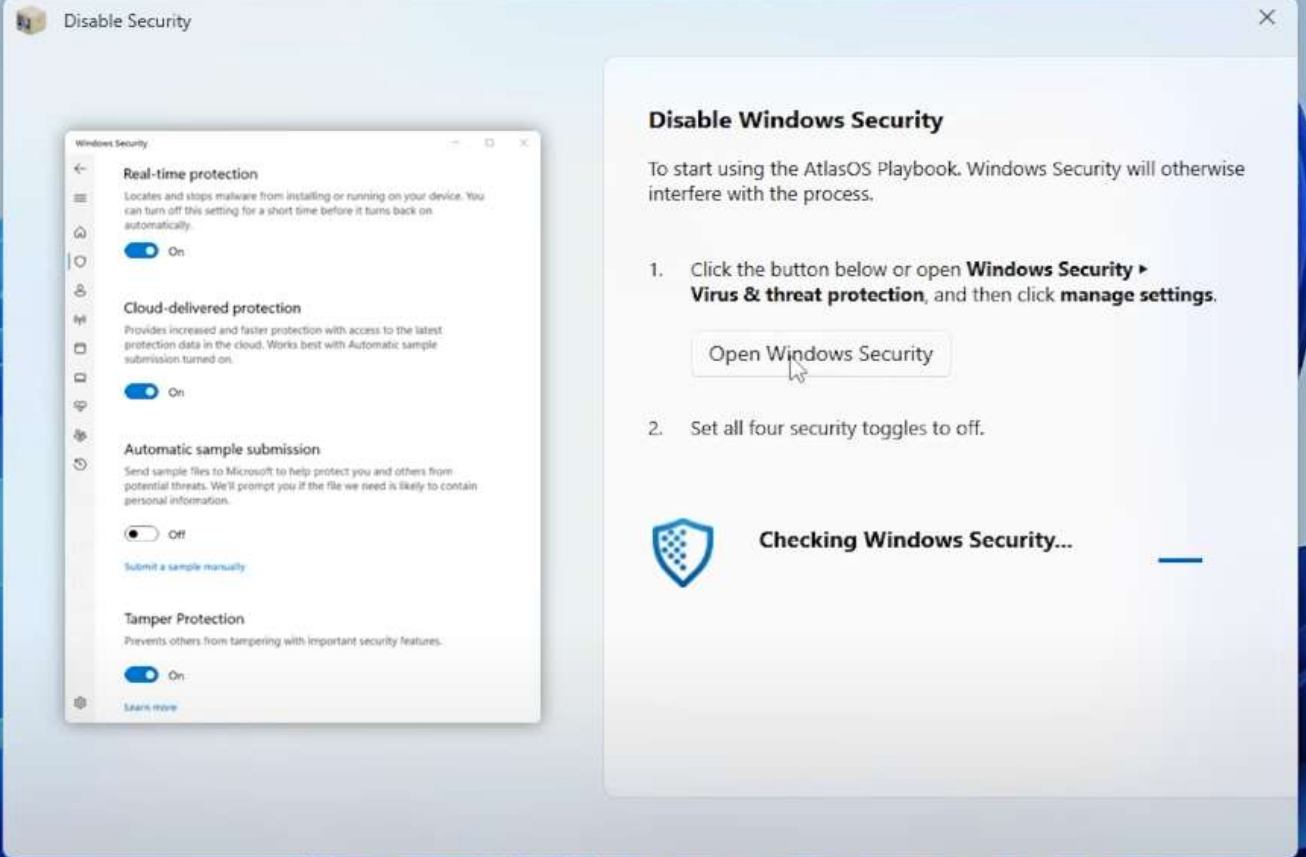 Disable Security
Windows Security
Real-time protection
Locates and stops malware from installing or running on your device. You
can turn off this setting for a short time before it turns back on
automatically.
On
Cloud-delivered protection
Provides increased and faster protection with access to the latest
protection data in the cloud. Works best with Automatic sample
submission turned on.
On
Automatic sample submission
Send sample files to Microsoft to help protect you and others from
potential threats. We'll prompt you if the file we need is likely to contain
personal information.
Off
Submit a sample manually
Tamper Protection
Prevents others from tampering with important security features.
On
Learn more
Disable Windows Security
To start using the AtlasOS Playbook. Windows Security will otherwise
interfere with the process.
1. Click the button below or open Windows Security ▸
Virus & threat protection, and then click manage settings.
Open Windows Security
2. Set all four security toggles to off.
Checking Windows Security...